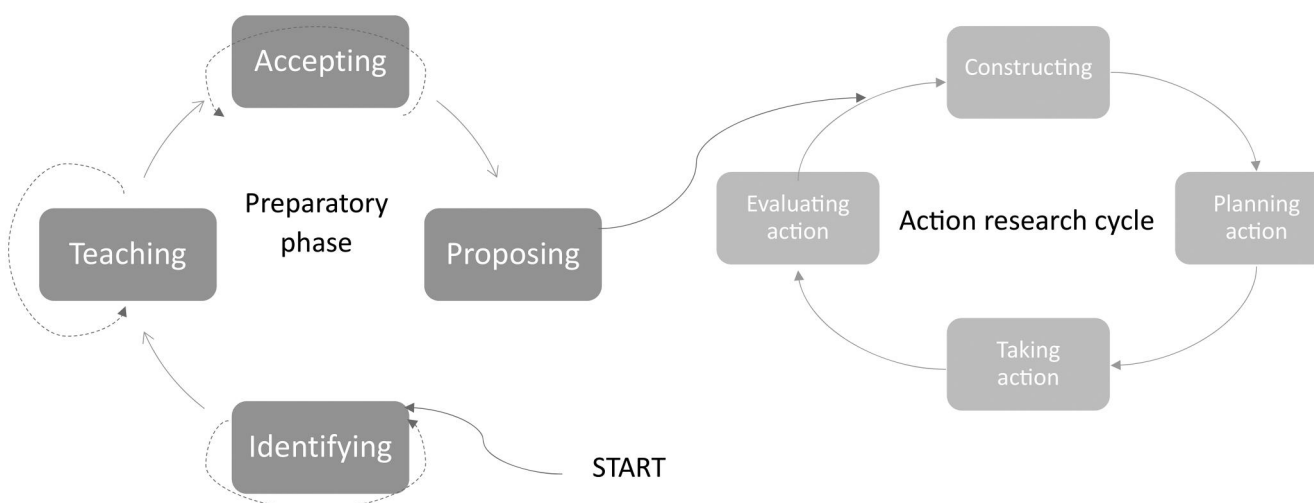 Accepting
Teaching
Preparatory
phase
Proposing
Identifying
START
Constructing
Evaluating
action
Action research cycle
Planning
action
Taking
action